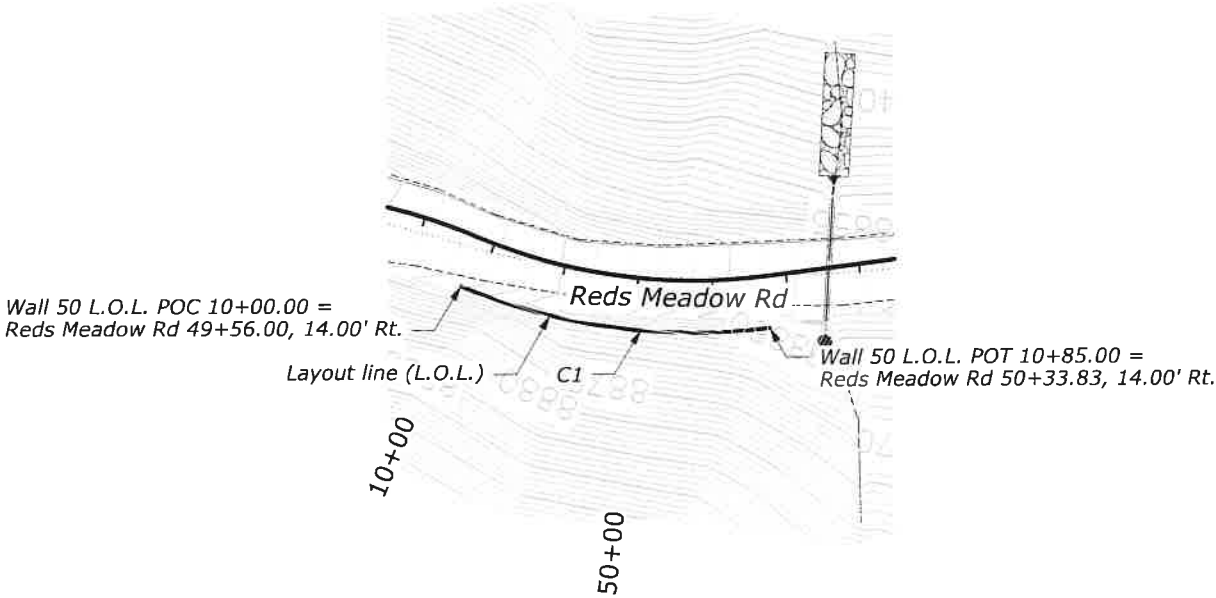 Reds Meadow Rd
Wall 50 L.O.L. POC 10+00.00 =
Reds Meadow Rd 49+56.00, 14.00' Rt.
Layout line (L.O.L.)
C1
Wall 50 L.O.L. POT 10+85.00 =
Reds Meadow Rd 50+33.83, 14.00' Rt.
10+00
50+00